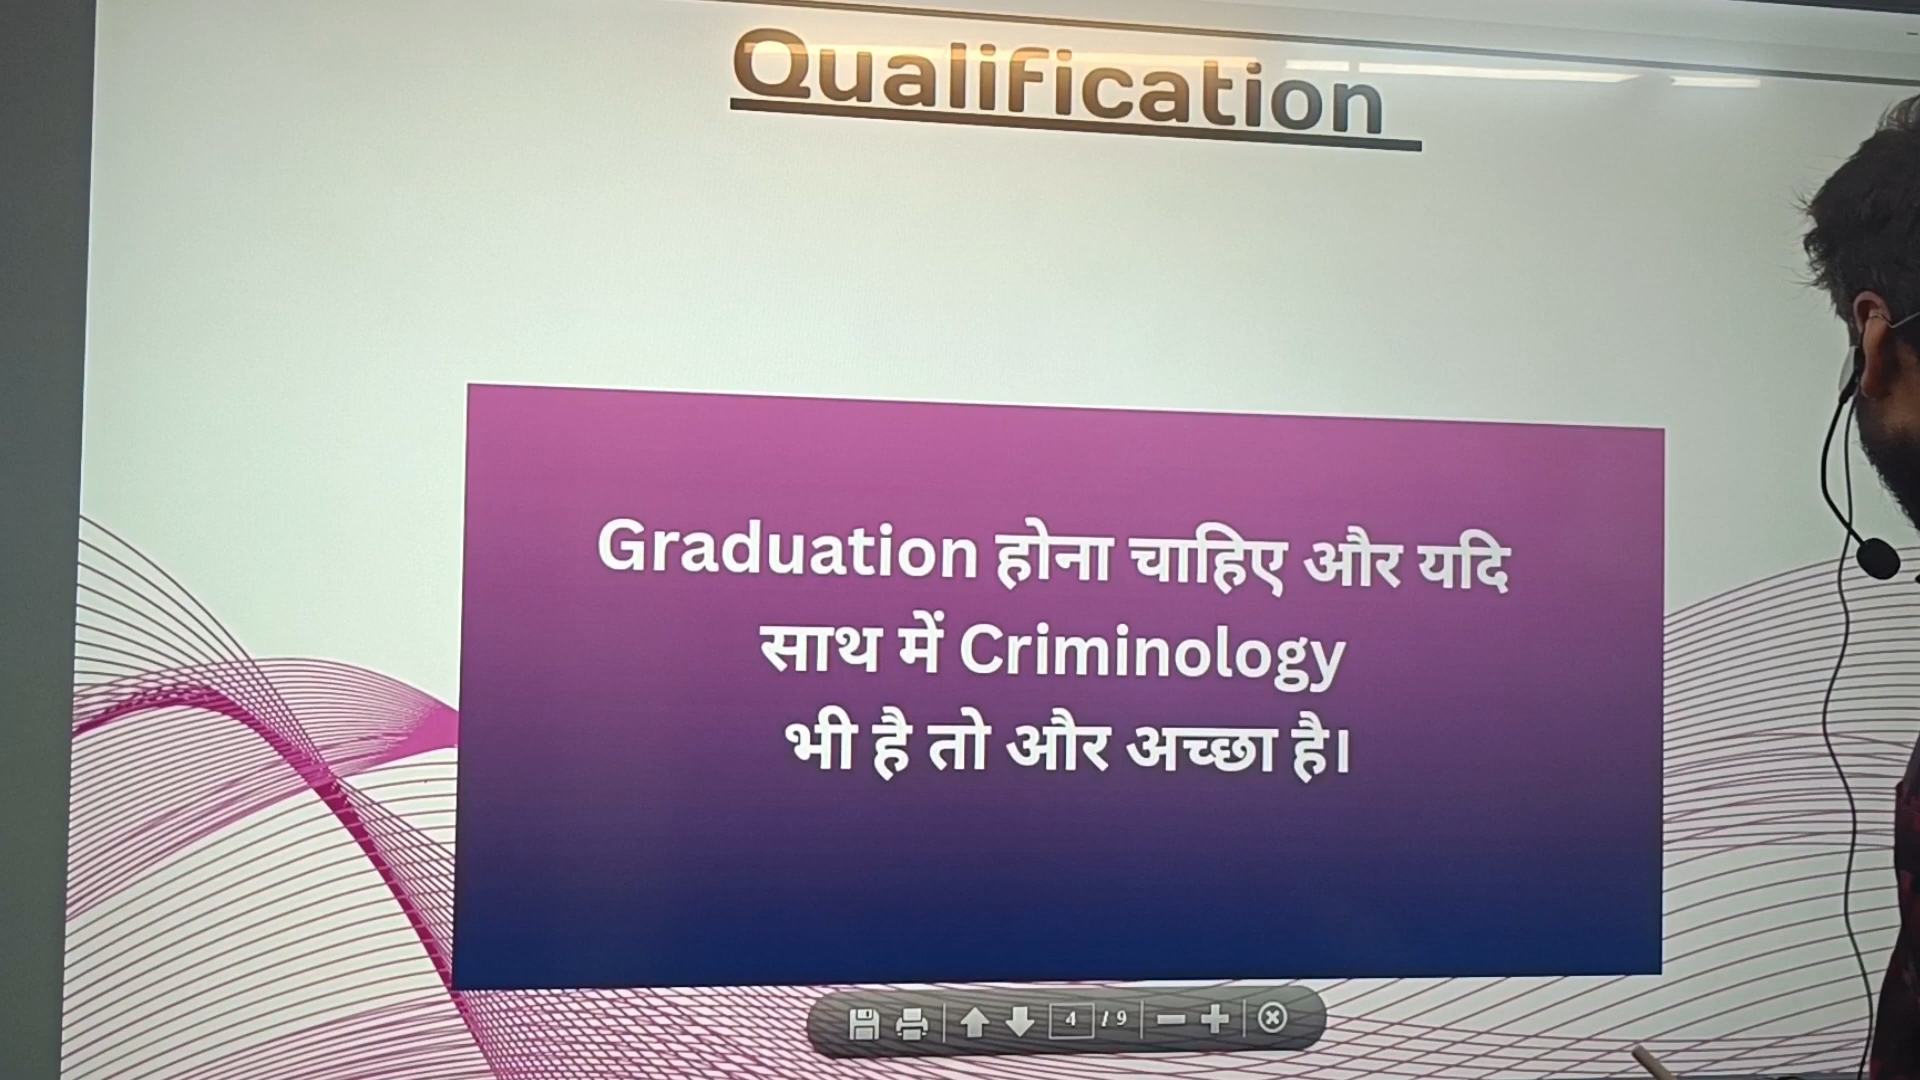 Qualification
Graduation होना चाहिए और यदि
साथ में Criminology
भी है तो और अच्छा है।
4 / 9